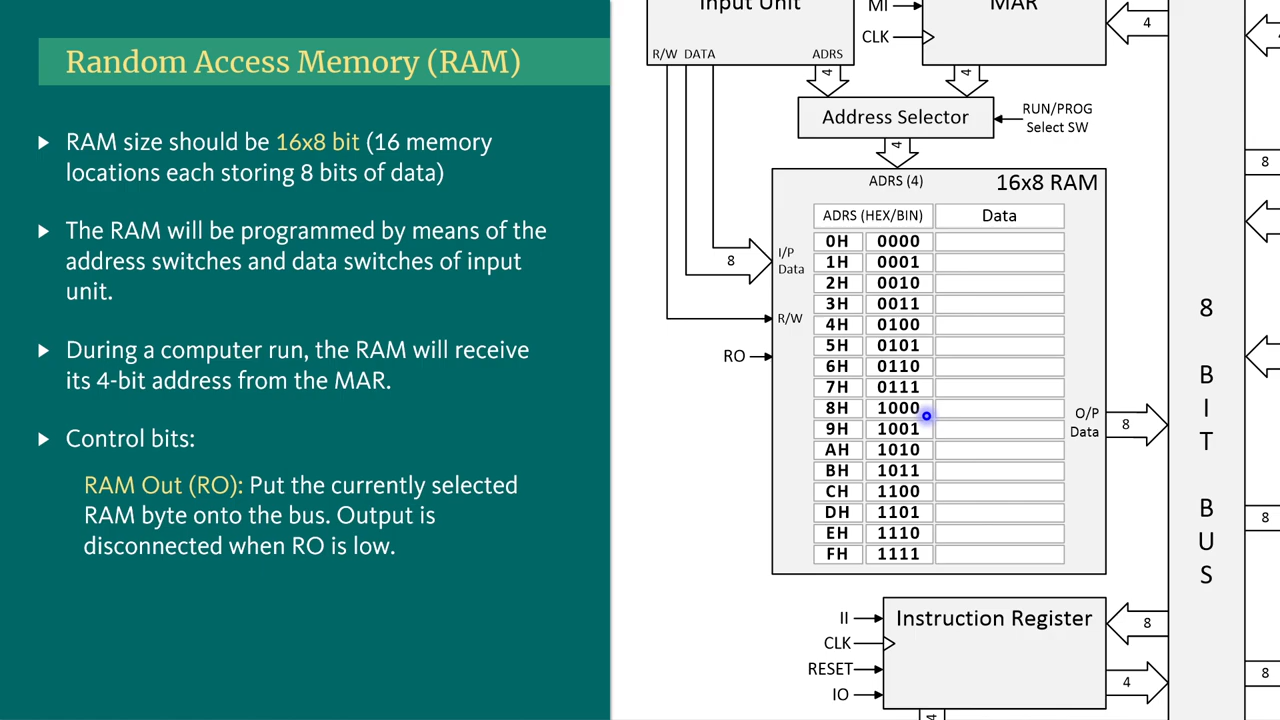 Random Access Memory (RAM)
RAM size should be 16x8 bit (16 memory
locations each storing 8 bits of data)
The RAM will be programmed by means of the
address switches and data switches of input
unit.
During a computer run, the RAM will receive
its 4-bit address from the MAR.
Control bits:
RAM Out (RO): Put the currently selected
RAM byte onto the bus. Output is
disconnected when RO is low.
Input Unit
R/W DATA ADRS
MI
CLK
MAR
4
4
4
Address Selector
RUN/PROG
Select SW
4
ADRS (4)
16x8 RAM
ADRS (HEX/BIN) Data
0H 0000
1H 0001
2H 0010
3H 0011
4H 0100
5H 0101
6H 0110
7H 0111
8H 1000
9H 1001
AH 1010
BH 1011
CH 1100
DH 1101
EH 1110
FH 1111
8
I/P
Data
R/W
RO
O/P
Data
8
Instruction Register
II
CLK
RESET
IO
8
4
4
8
B
I
T
B
U
S
8
8
8